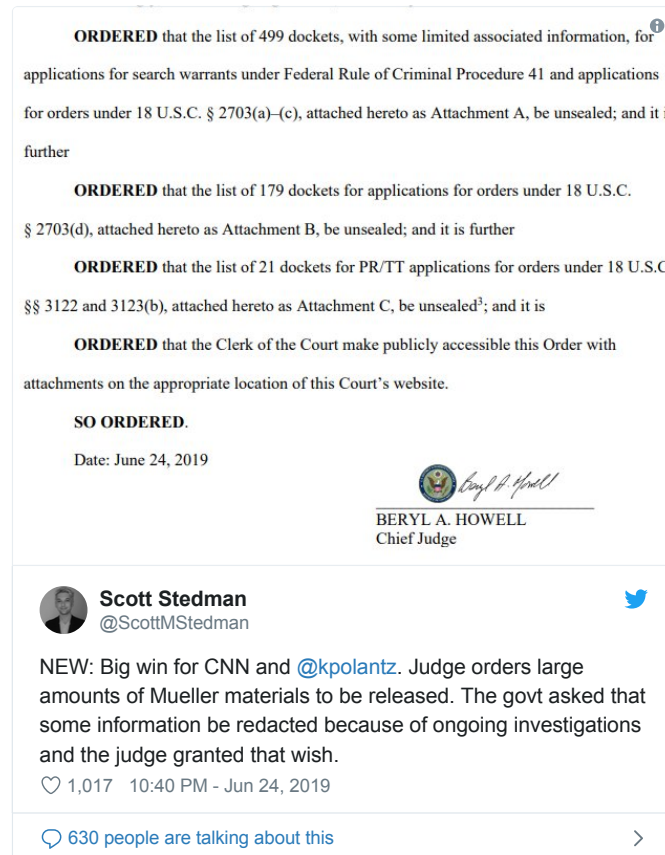 ORDERED that the list of 499 dockets, with some limited associated information, for
applications for search warrants under Federal Rule of Criminal Procedure 41 and applications
for orders under 18 U.S.C. § 2703(a)–(c), attached hereto as Attachment A, be unsealed; and it i
further
ORDERED that the list of 179 dockets for applications for orders under 18 U.S.C.
§ 2703(d), attached hereto as Attachment B, be unsealed; and it is further
ORDERED that the list of 21 dockets for PR/TT applications for orders under 18 U.S.C
§§ 3122 and 3123(b), attached hereto as Attachment C, be unsealed³; and it is
ORDERED that the Clerk of the Court make publicly accessible this Order with
attachments on the appropriate location of this Court’s website.
SO ORDERED.
Date: June 24, 2019
Beryl A. Howell
BERYL A. HOWELL
Chief Judge
Scott Stedman
@ScottMStedman
NEW: Big win for CNN and @kpolantz. Judge orders large
amounts of Mueller materials to be released. The govt asked that
some information be redacted because of ongoing investigations
and the judge granted that wish.
1,017 10:40 PM - Jun 24, 2019
630 people are talking about this